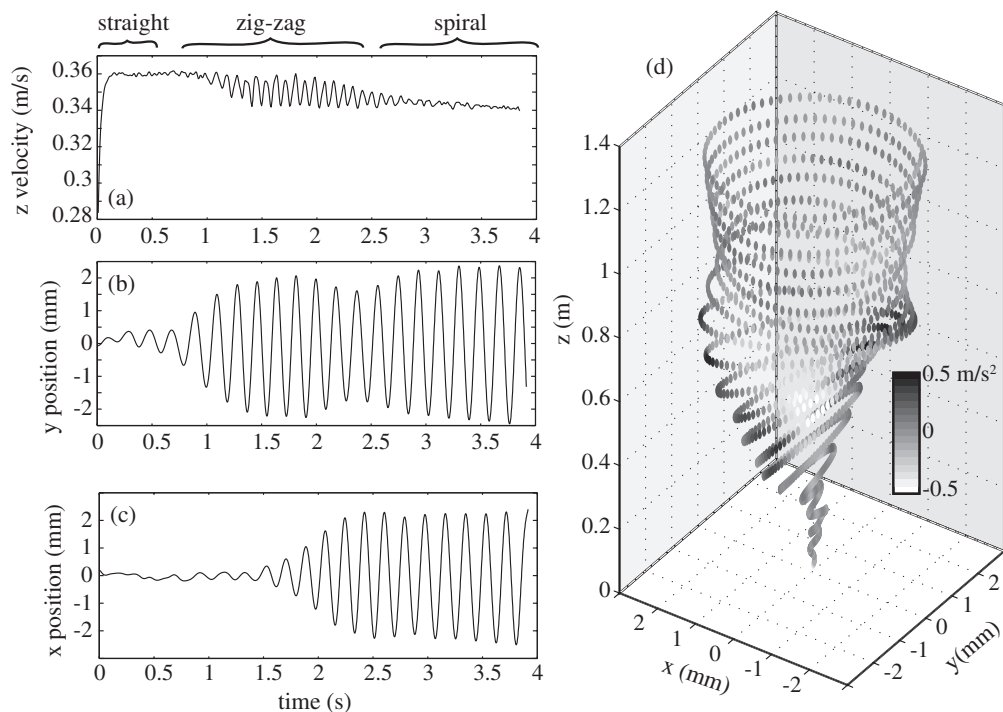 straight zig-zag spiral
z velocity (m/s)
0.36
0.34
0.32
0.3
0.28
(a)
0 0.5 1 1.5 2 2.5 3 3.5 4
y position (mm)
2
1
0
-1
-2
(b)
0 0.5 1 1.5 2 2.5 3 3.5 4
x position (mm)
2
1
0
-1
-2
(c)
0 0.5 1 1.5 2 2.5 3 3.5 4
time (s)
(d)
z (m)
1.4
1.2
1
0.8
0.6
0.4
0.2
0
0.5 m/s²
0
-0.5
2 1 0 -1 -2
x (mm)
-2 -1 0 1 2
y(mm)